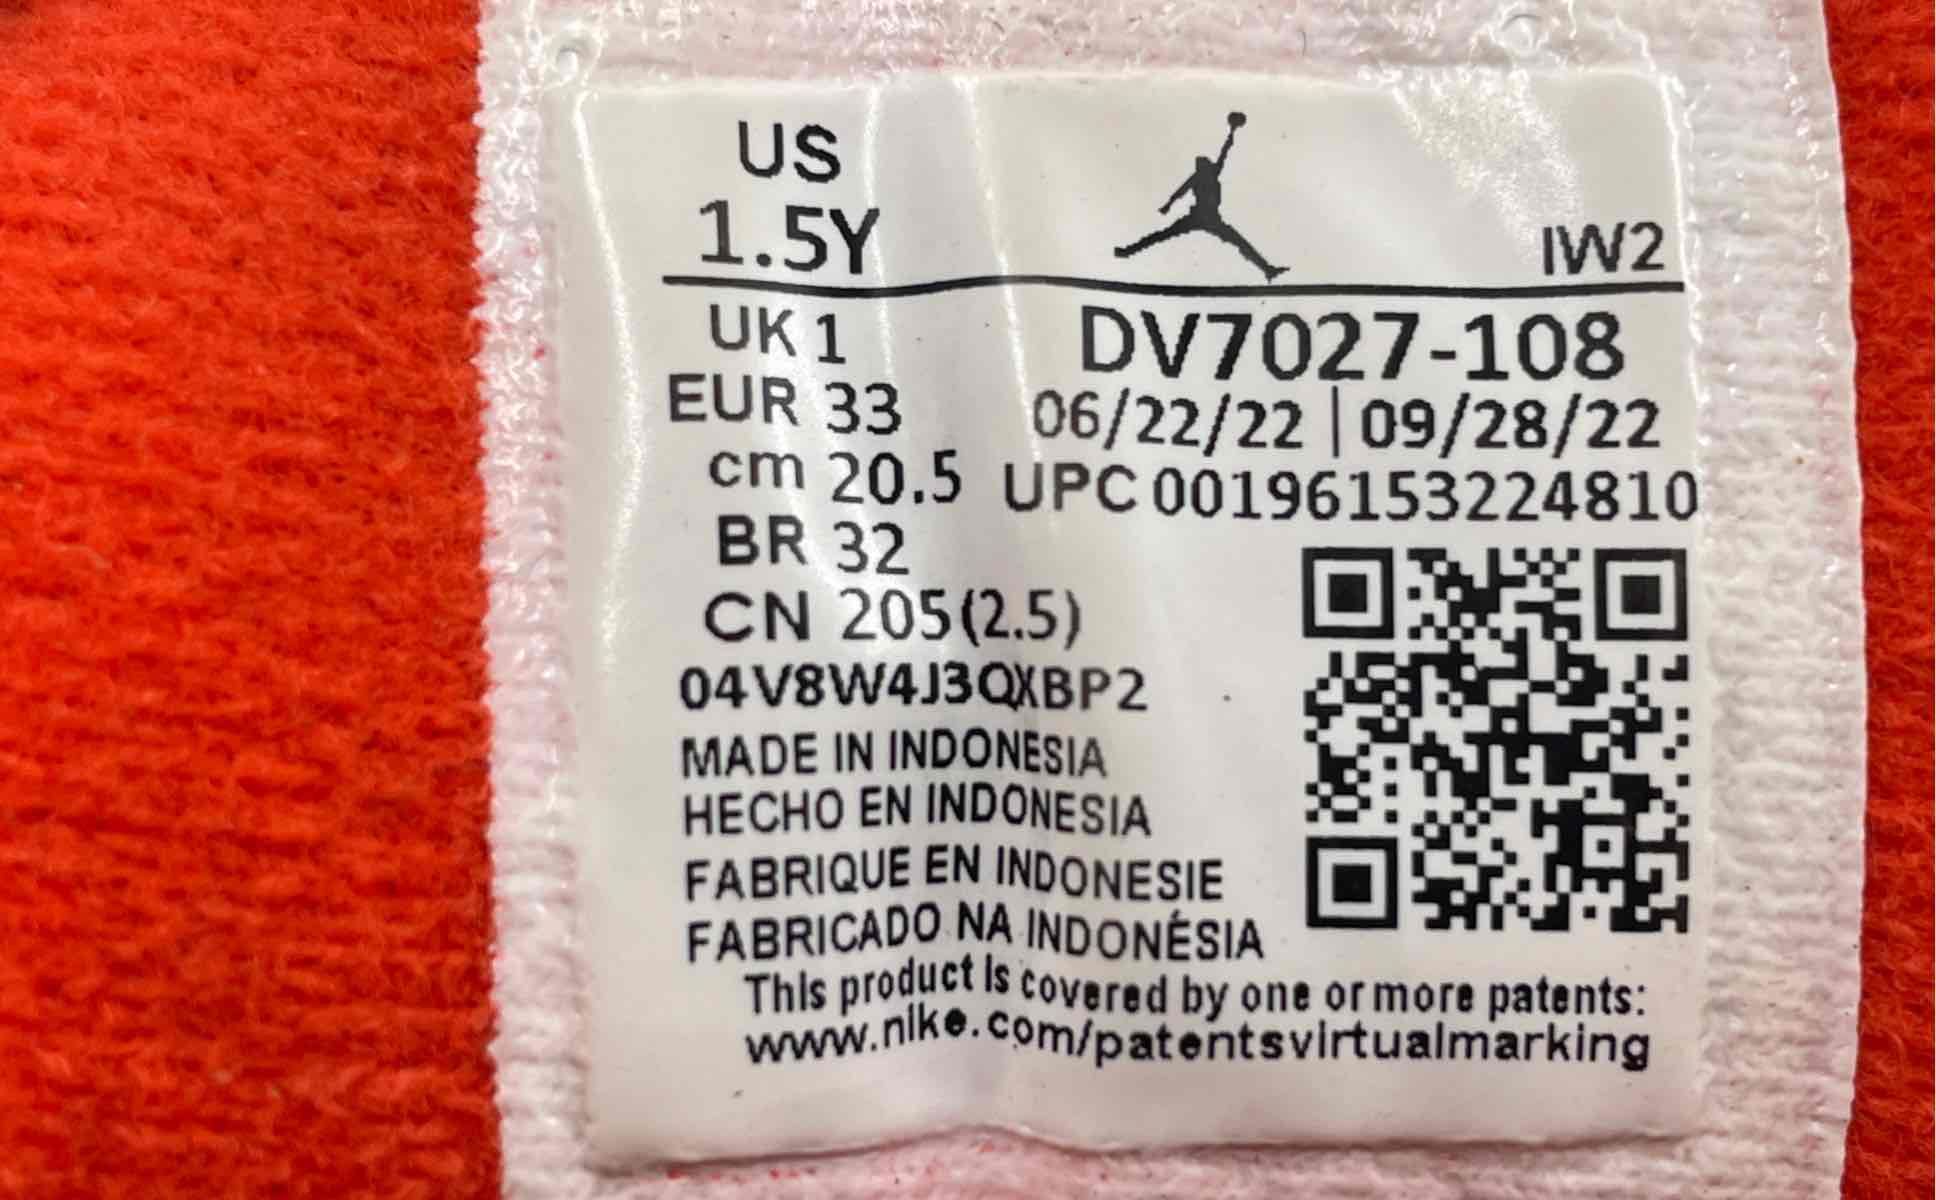 US
1.5Y
IW2
UK 1
DV7027-108
EUR 33
06/22/22 | 09/28/22
cm 20.5
UPC 00196153224810
BR 32
CN 205(2.5)
04V8W4J3QXBP2
MADE IN INDONESIA
HECHO EN INDONESIA
FABRIQUE EN INDONESIE
FABRICADO NA INDONÉSIA
This product is covered by one or more patents:
www.nike.com/patentsvirtualmarking